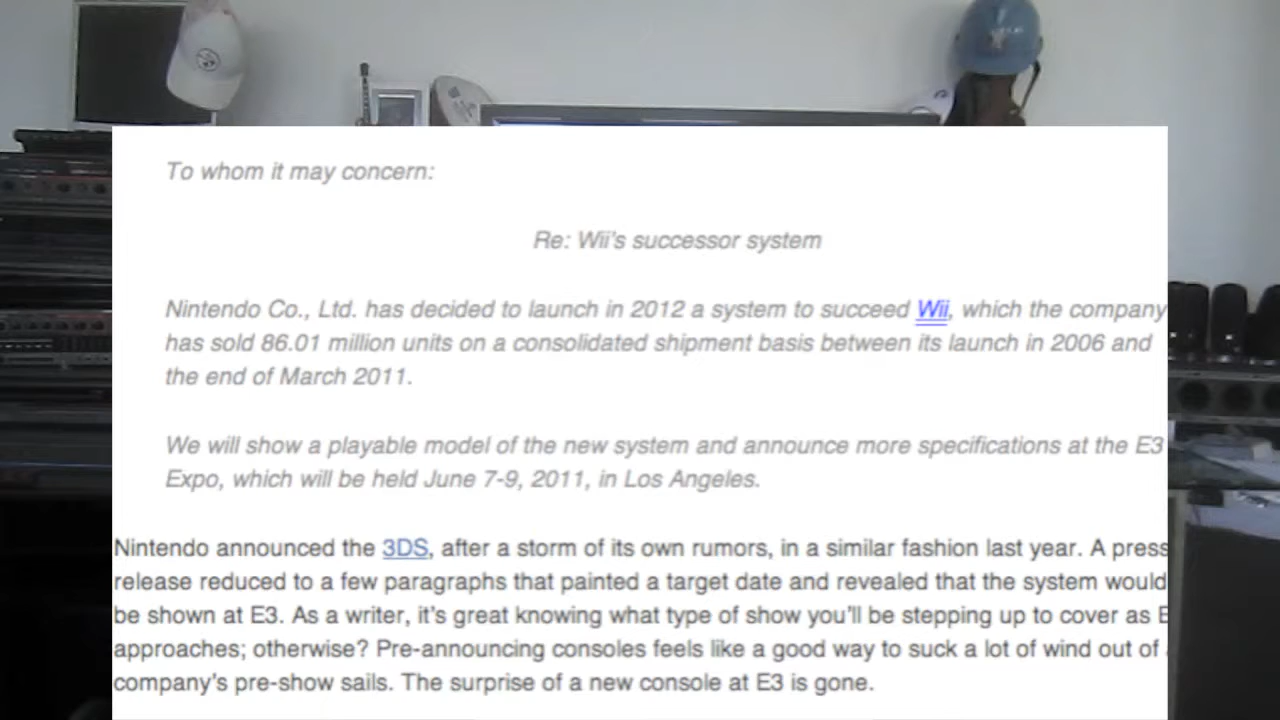 To whom it may concern:
Re: Wii's successor system
Nintendo Co., Ltd. has decided to launch in 2012 a system to succeed Wii, which the company
has sold 86.01 million units on a consolidated shipment basis between its launch in 2006 and
the end of March 2011.
We will show a playable model of the new system and announce more specifications at the E3
Expo, which will be held June 7-9, 2011, in Los Angeles.
Nintendo announced the 3DS, after a storm of its own rumors, in a similar fashion last year. A press
release reduced to a few paragraphs that painted a target date and revealed that the system would
be shown at E3. As a writer, it's great knowing what type of show you'll be stepping up to cover as
approaches; otherwise? Pre-announcing consoles feels like a good way to suck a lot of wind out of
company's pre-show sails. The surprise of a new console at E3 is gone.